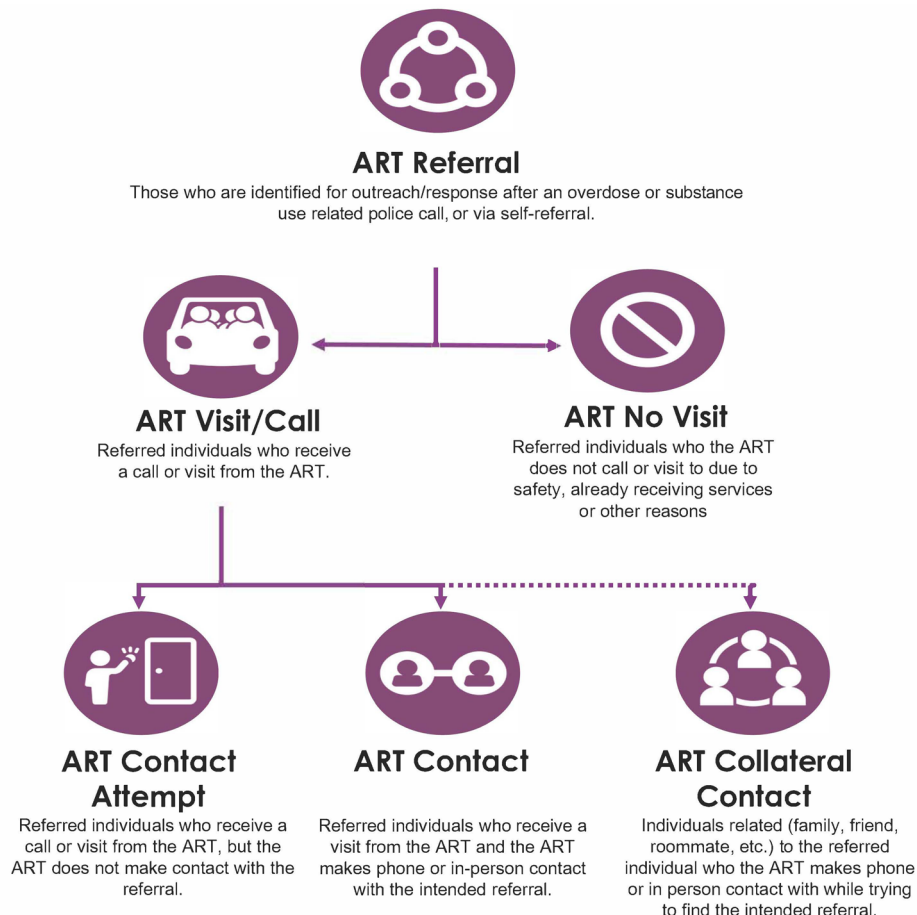 ART Referral
Those who are identified for outreach/response after an overdose or substance
use related police call, or via self-referral.
ART Visit/Call
Referred individuals who receive
a call or visit from the ART.
ART No Visit
Referred individuals who the ART
does not call or visit to due to
safety, already receiving services
or other reasons
ART Contact
Attempt
Referred individuals who receive a
call or visit from the ART, but the
ART does not make contact with the
referral.
ART Contact
Referred individuals who receive a
visit from the ART and the ART
makes phone or in-person contact
with the intended referral.
ART Collateral
Contact
Individuals related (family, friend,
roommate, etc.) to the referred
individual who the ART makes phone
or in person contact with while trying
to find the intended referral.